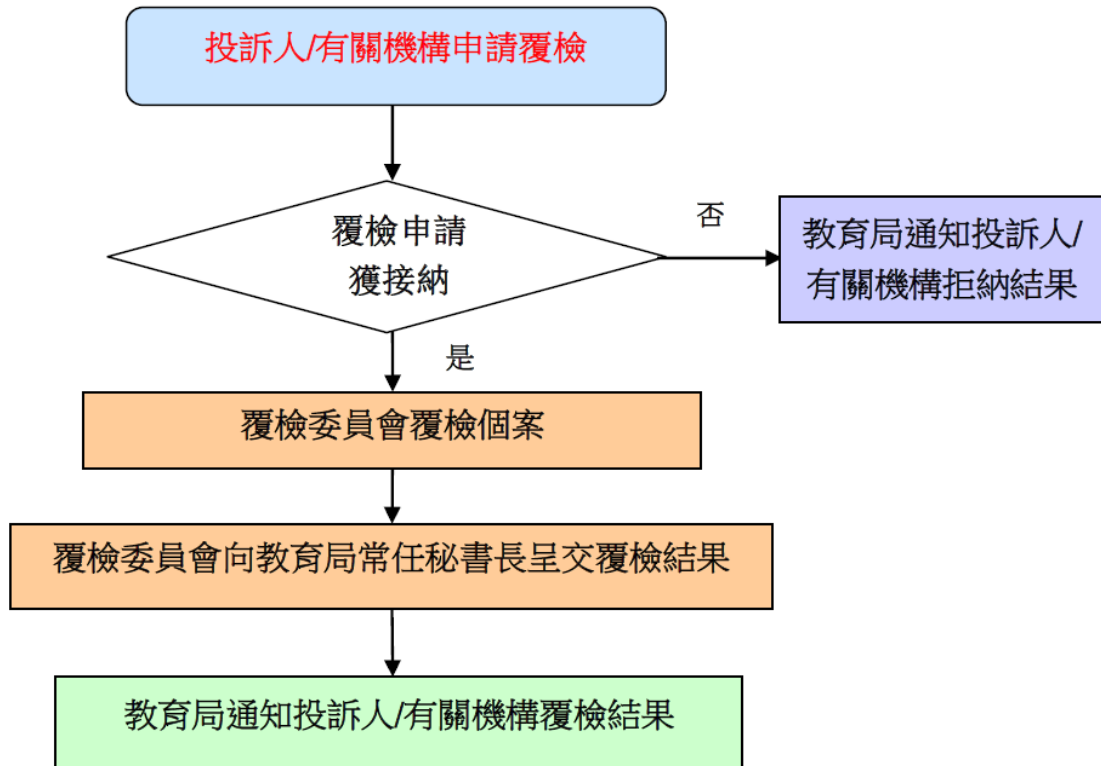 投訴人/有關機構申請覆檢
覆檢申請
獲接納
否
教育局通知投訴人/
有關機構拒納結果
是
覆檢委員會覆檢個案
覆檢委員會向教育局常任秘書長呈交覆檢結果
教育局通知投訴人/有關機構覆檢結果